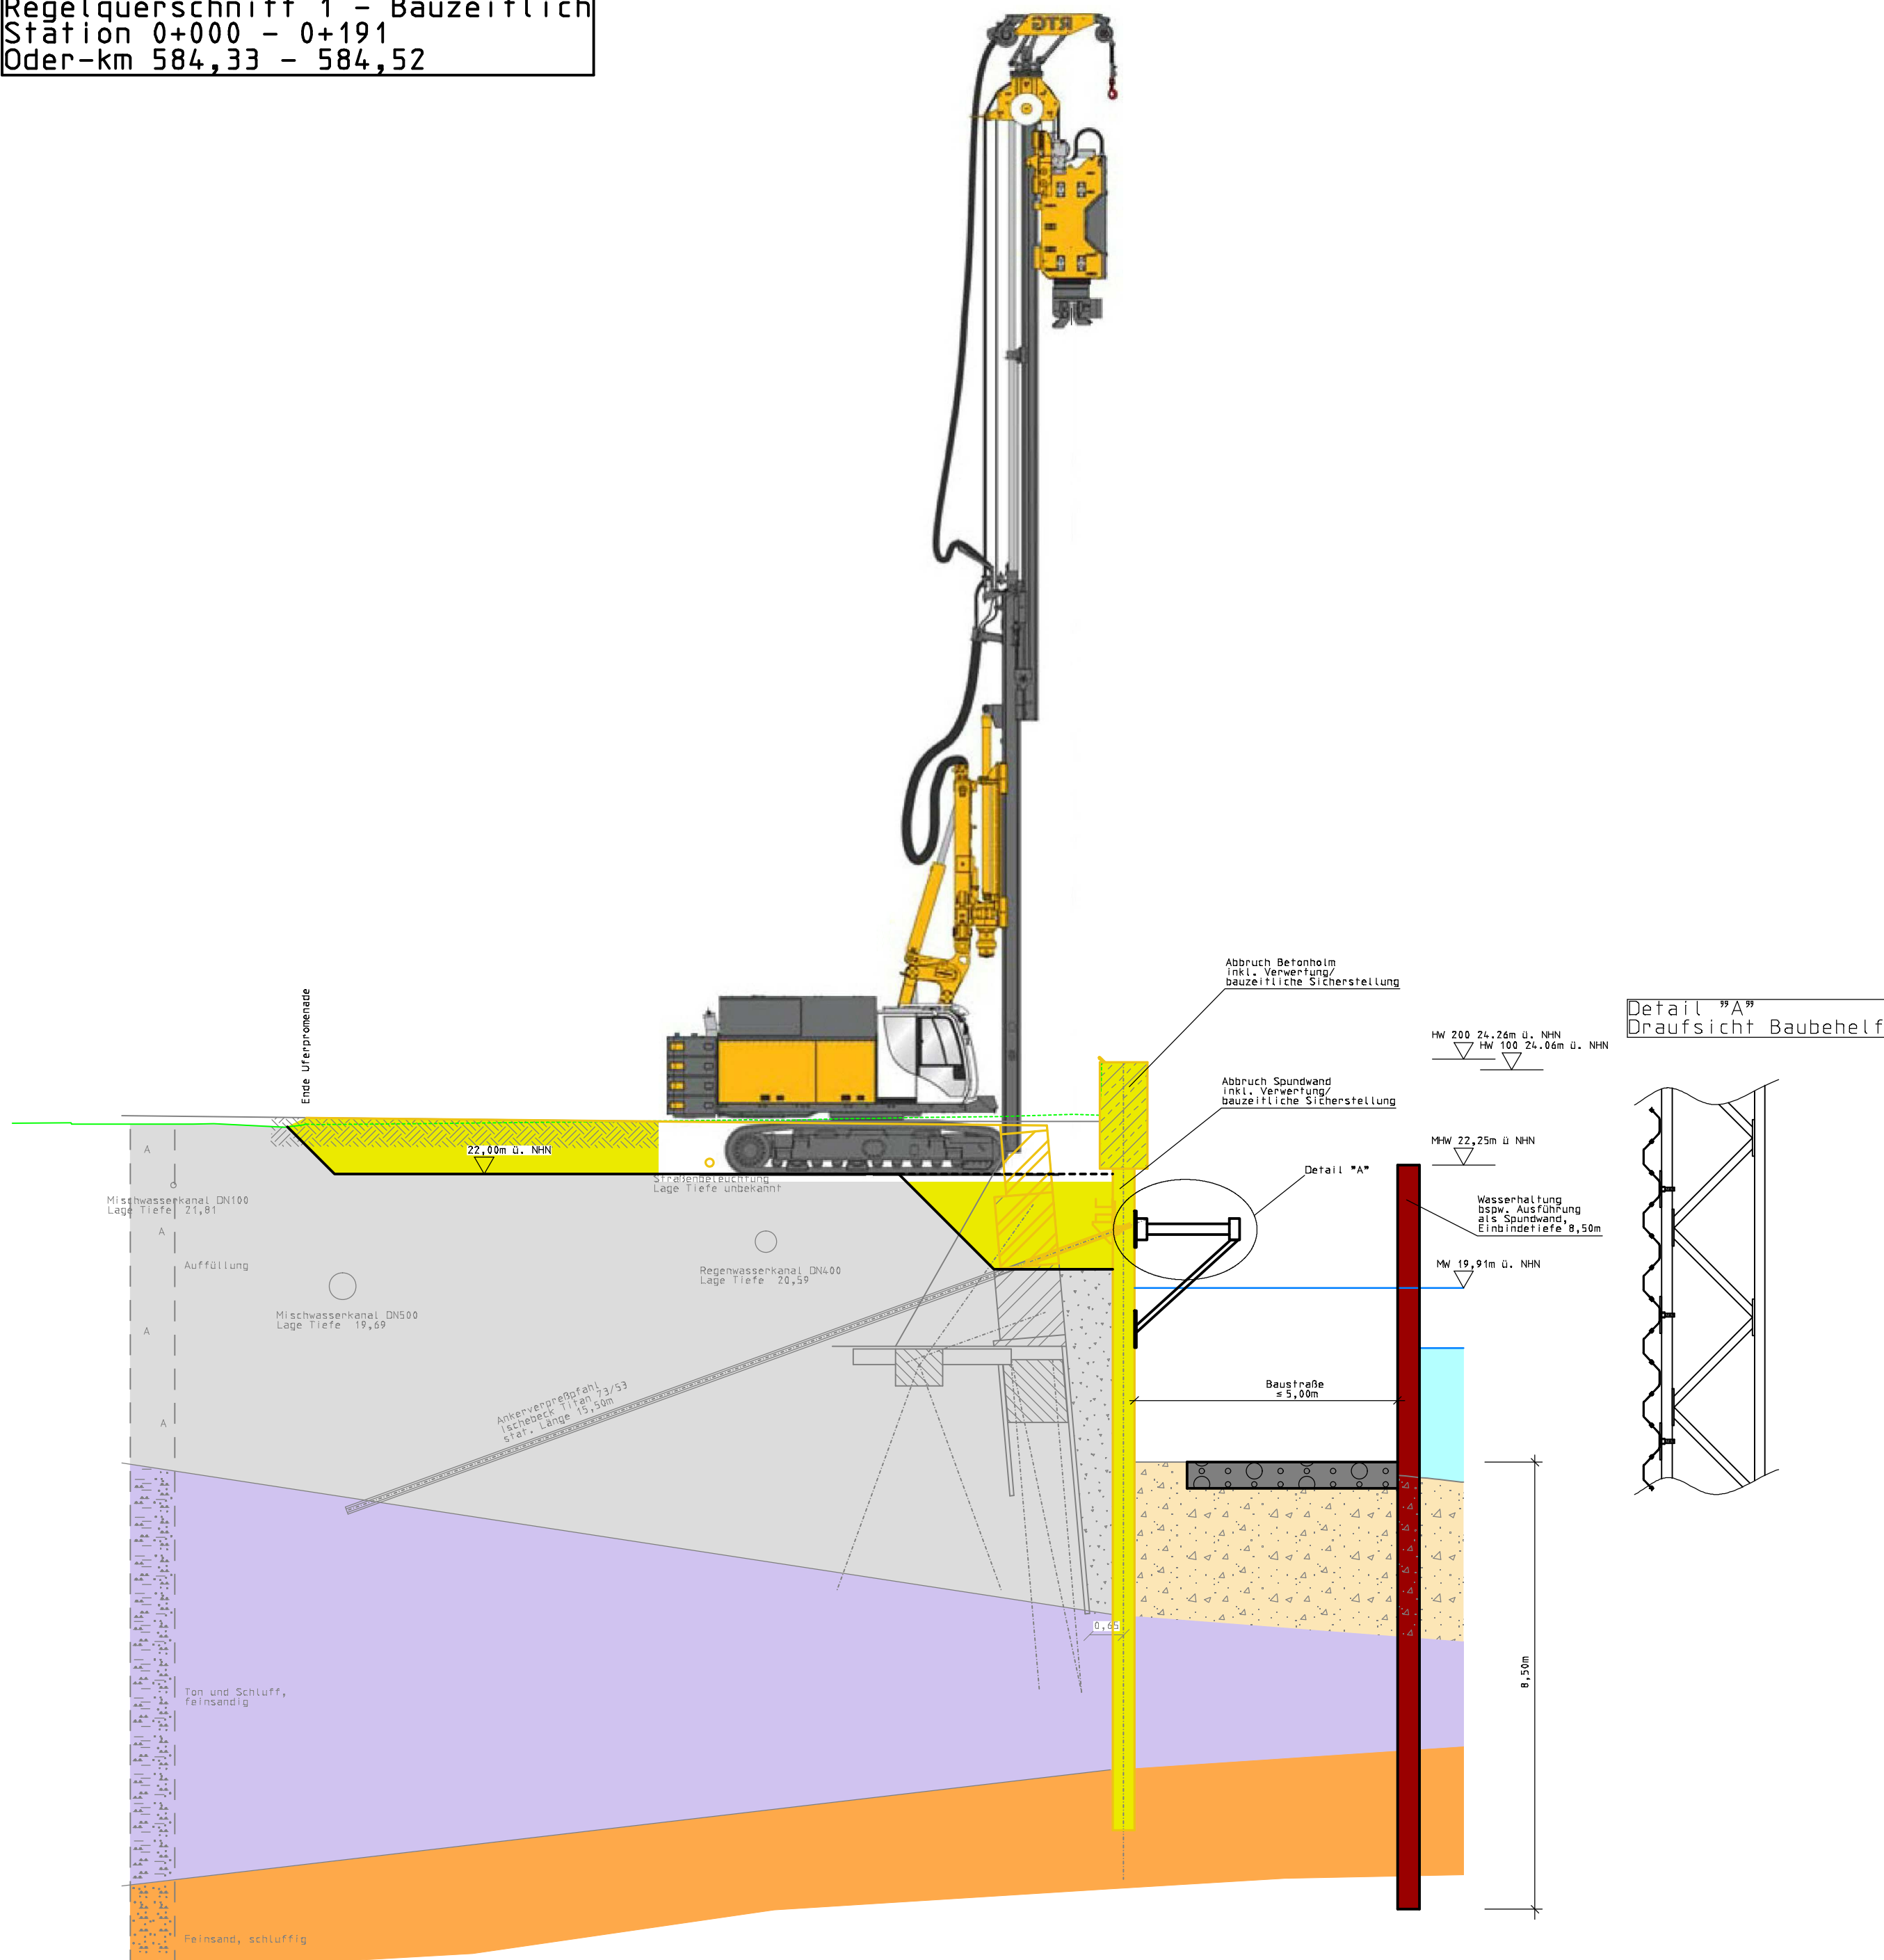 Regelquerschnitt 1 - Bauzeitlich
Station 0+000 - 0+191
Oder-km 584,33 - 584,52
RTG
Abbruch Betonholm
inkl. Verwertung/
bauzeitliche Sicherstellung
Ende Uferpromenade
Detail "A"
Draufsicht Baubehelf
HW 200 24.26m ü. NHN
HW 100 24.06m ü. NHN
Abbruch Spundwand
inkl. Verwertung/
bauzeitliche Sicherstellung
MHW 22,25m ü NHN
22,00m ü. NHN
A
Detail "A"
Straßenbeleuchtung
Lage Tiefe unbekannt
Mischwasserkanal DN100
Lage Tiefe 21,81
Wasserhaltung
bspw. Ausführung
als Spundwand,
Einbindetiefe 8,50m
A
Auffüllung
MW 19,91m ü. NHN
Regenwasserkanal DN400
Lage Tiefe 20,59
Mischwasserkanal DN500
Lage Tiefe 19,69
A
Baustraße
≤ 5,00m
Ankerverpreßpfahl
Ischebeck Titan 73/53
stat. Länge 15,50m
A
0,65
8,50m
Ton und Schluff,
feinsandig
Feinsand, schluffig